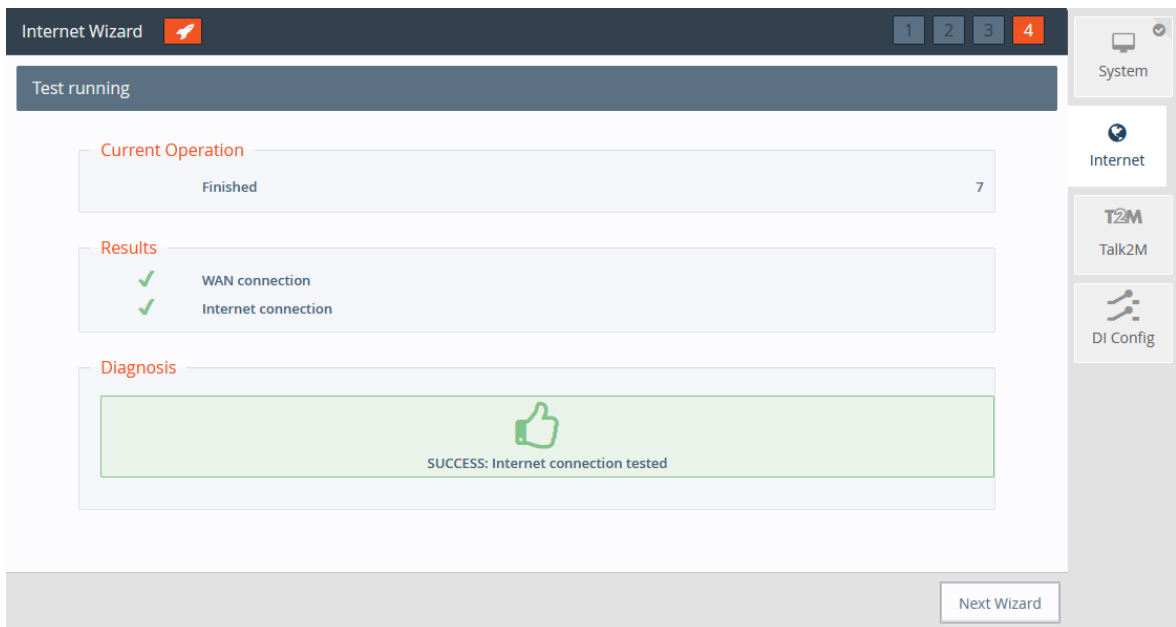 Internet Wizard
1 2 3 4
Test running
Current Operation
Finished 7
Results
WAN connection
Internet connection
Diagnosis
SUCCESS: Internet connection tested
Next Wizard
System
Internet
T2M
Talk2M
DI Config